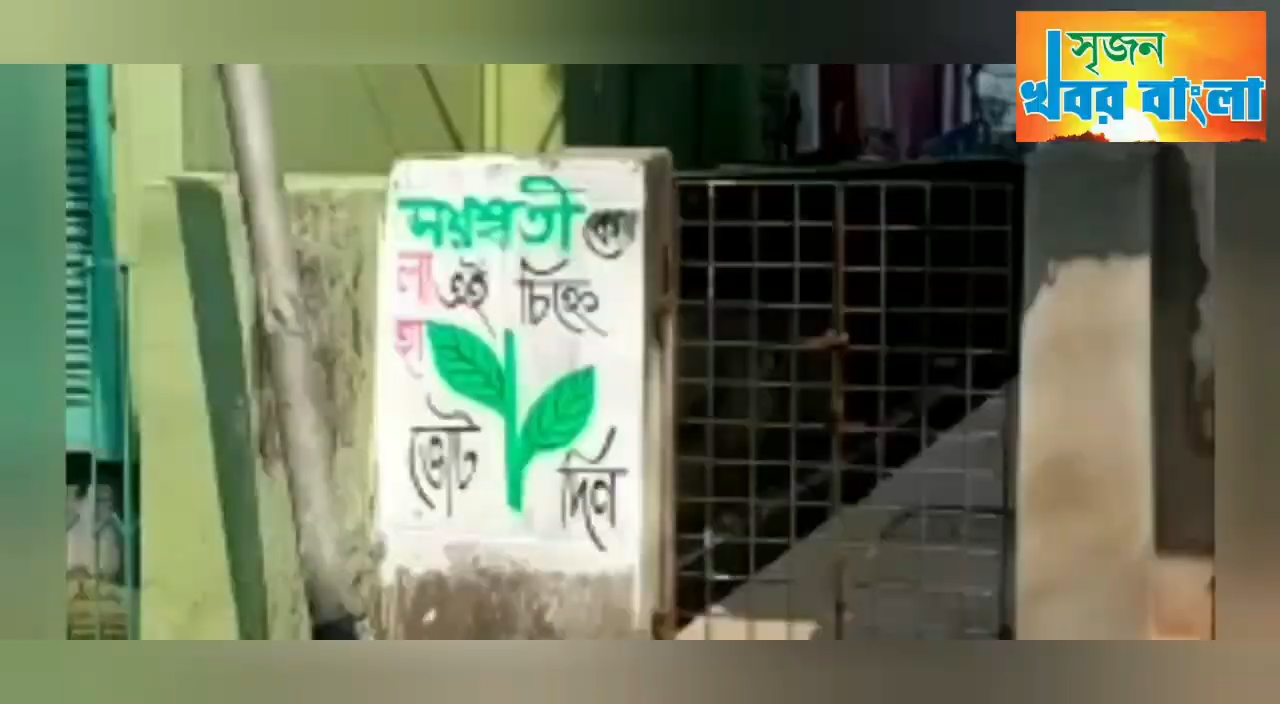 সৃজন
খবর বাংলা
সরস্বতী কে
লাহা
এই চিহ্নে
ভোট দিন